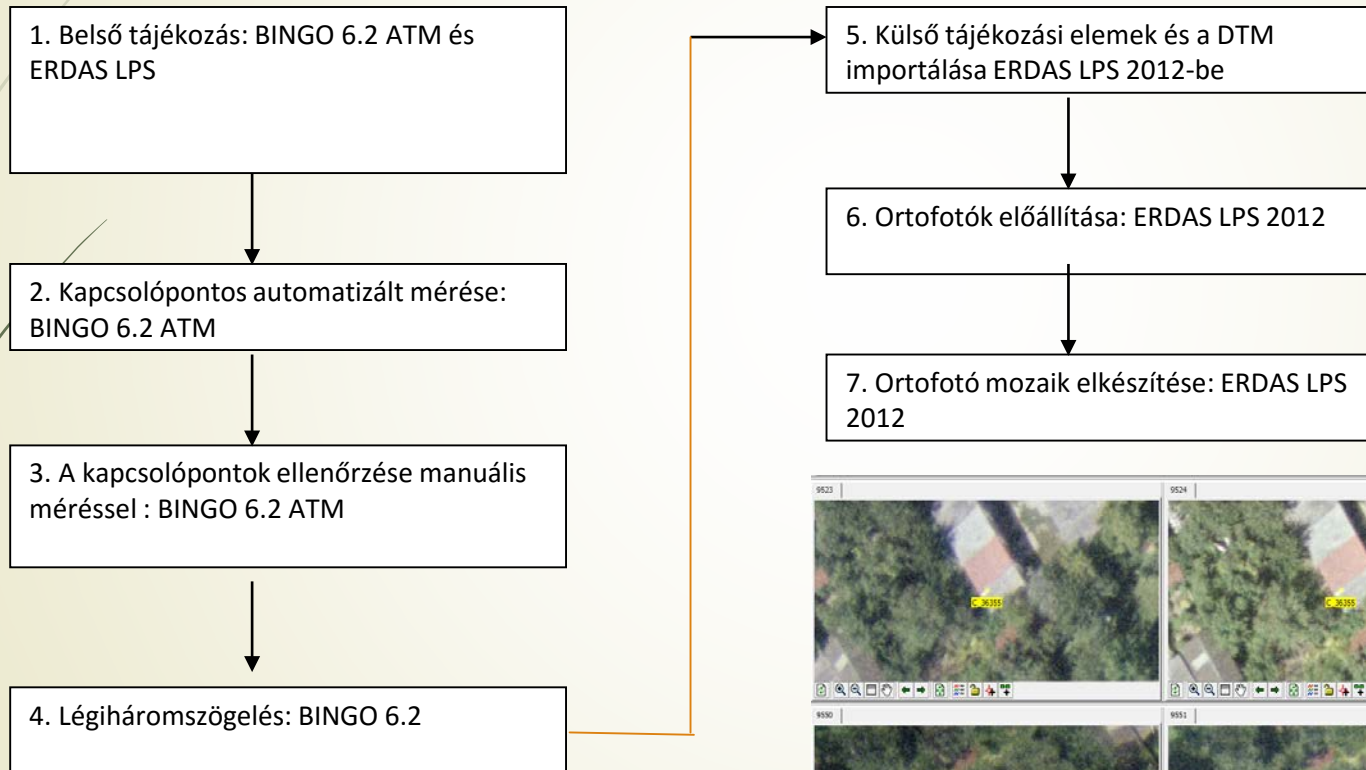 1. Belső tájékozás: BINGO 6.2 ATM és
ERDAS LPS
2. Kapcsolópontos automatizált mérése:
BINGO 6.2 ATM
3. A kapcsolópontok ellenőrzése manuális
méréssel : BINGO 6.2 ATM
4. Légiháromszögelés: BINGO 6.2
5. Külső tájékozási elemek és a DTM
importálása ERDAS LPS 2012-be
6. Ortofotók előállítása: ERDAS LPS 2012
7. Ortofotó mozaik elkészítése: ERDAS LPS
2012
9523
9524
C_36355
C_36355
9550
9551